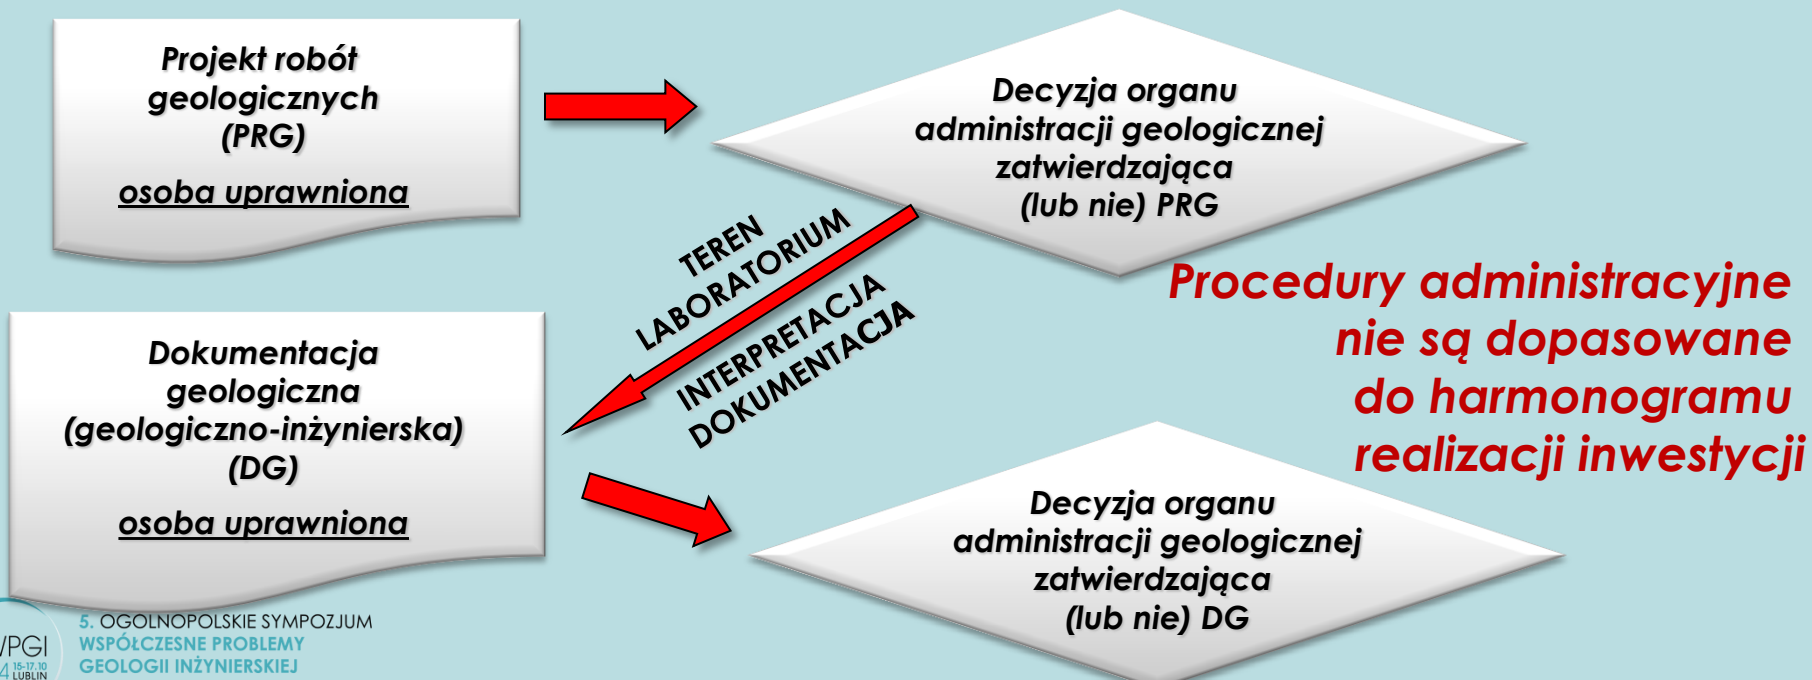 Projekt robót
geologicznych
(PRG)
osoba uprawniona
Decyzja organu
administracji geologicznej
zatwierdzająca
(lub nie) PRG
TEREN
LABORATORIUM
INTERPRETACJA
DOKUMENTACJA
Procedury administracyjne
nie są dopasowane
do harmonogramu
realizacji inwestycji
Dokumentacja
geologiczna
(geologiczno-inżynierska)
(DG)
osoba uprawniona
Decyzja organu
administracji geologicznej
zatwierdzająca
(lub nie) DG
5. OGOLNOPOLSKIE SYMPOZJUM
WSPÓŁCZESNE PROBLEMY
GEOLOGII INŻYNIERSKIEJ
PGI
4 15-17.10
LUBLIN